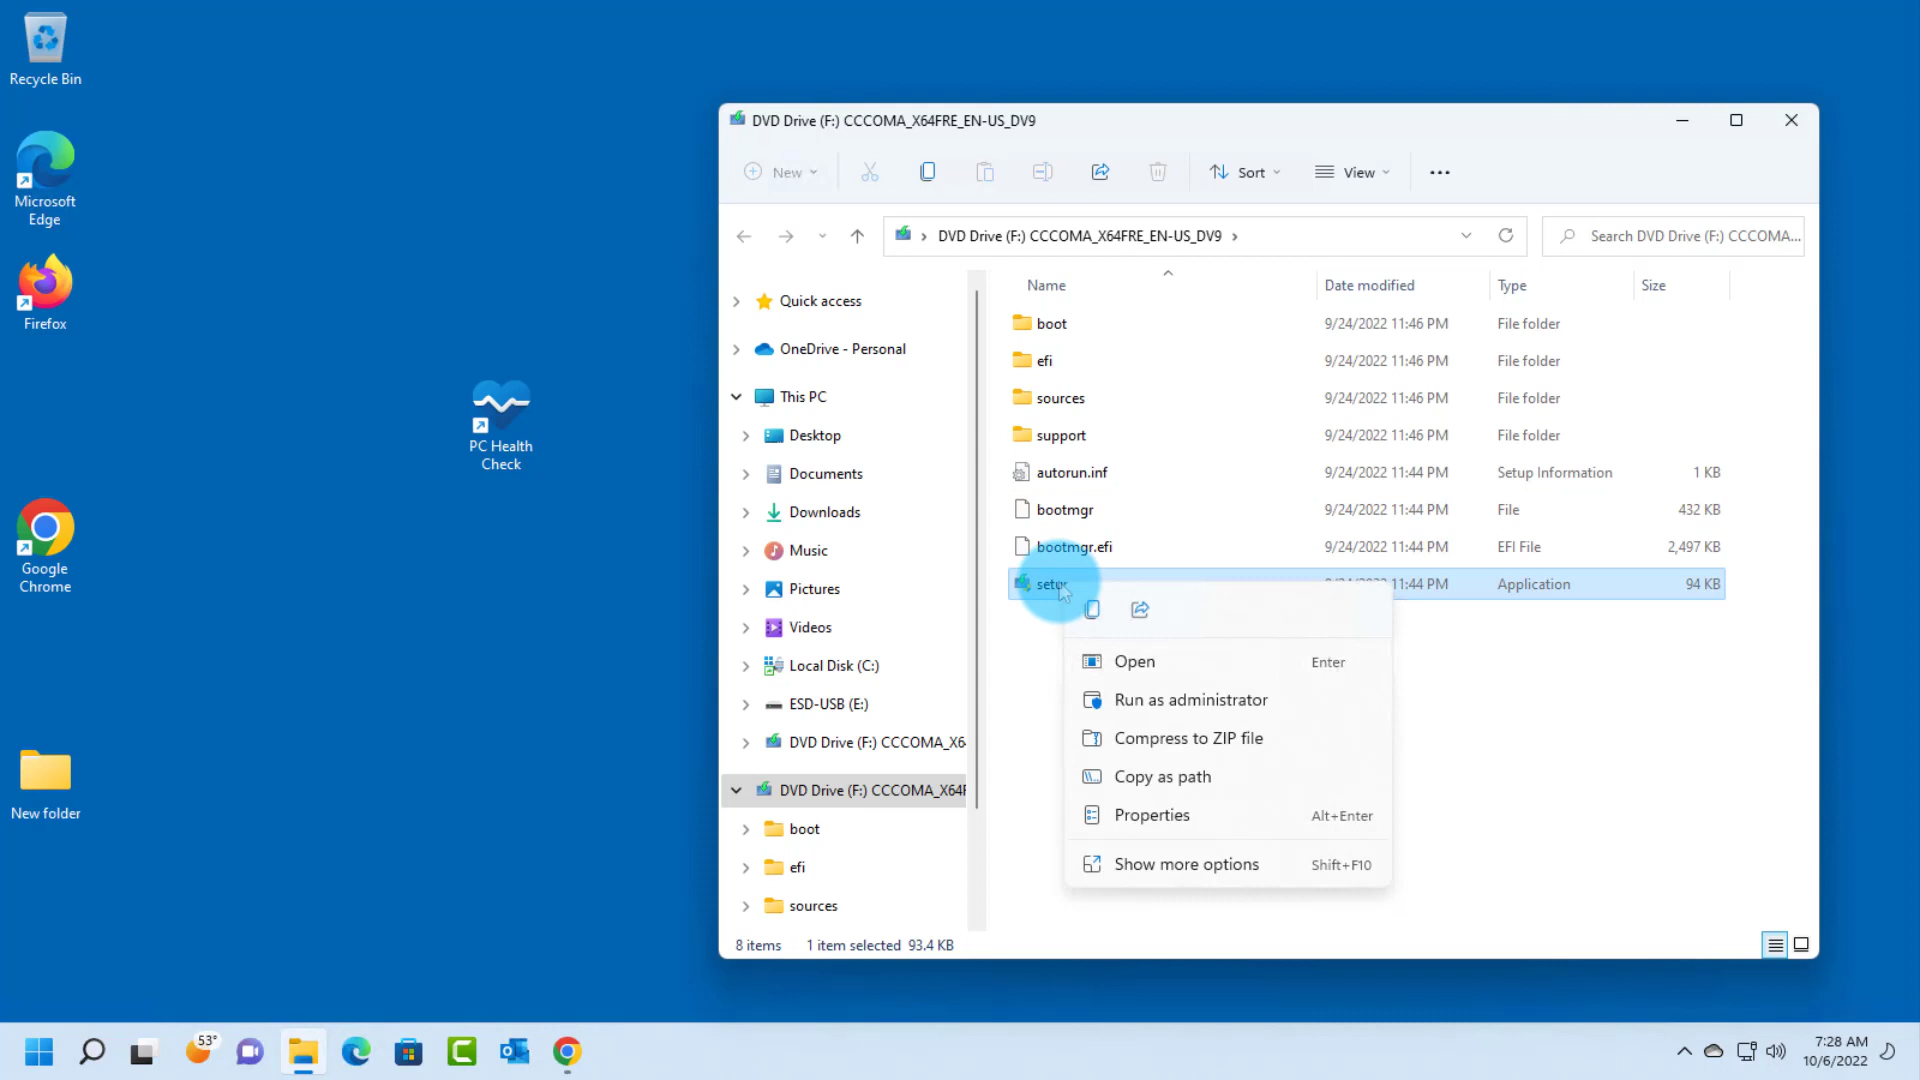 Recycle Bin
Microsoft
Edge
Firefox
PC Health
Check
Google
Chrome
New folder
DVD Drive (F:) CCCOMA_X64FRE_EN-US_DV9
New
Sort
View
DVD Drive (F:) CCCOMA_X64FRE_EN-US_DV9
Search DVD Drive (F:) CCCOMA...
Name Date modified Type Size
Quick access
OneDrive - Personal
This PC
Desktop
Documents
Downloads
Music
Pictures
Videos
Local Disk (C:)
ESD-USB (E:)
DVD Drive (F:) CCCOMA_X6
DVD Drive (F:) CCCOMA_X64F
boot
efi
sources
boot 9/24/2022 11:46 PM File folder
efi 9/24/2022 11:46 PM File folder
sources 9/24/2022 11:46 PM File folder
support 9/24/2022 11:46 PM File folder
autorun.inf 9/24/2022 11:44 PM Setup Information 1 KB
bootmgr 9/24/2022 11:44 PM File 432 KB
bootmgr.efi 9/24/2022 11:44 PM EFI File 2,497 KB
setup 9/24/2022 11:44 PM Application 94 KB
Open Enter
Run as administrator
Compress to ZIP file
Copy as path
Properties Alt+Enter
Show more options Shift+F10
8 items 1 item selected 93.4 KB
53°
7:28 AM
10/6/2022